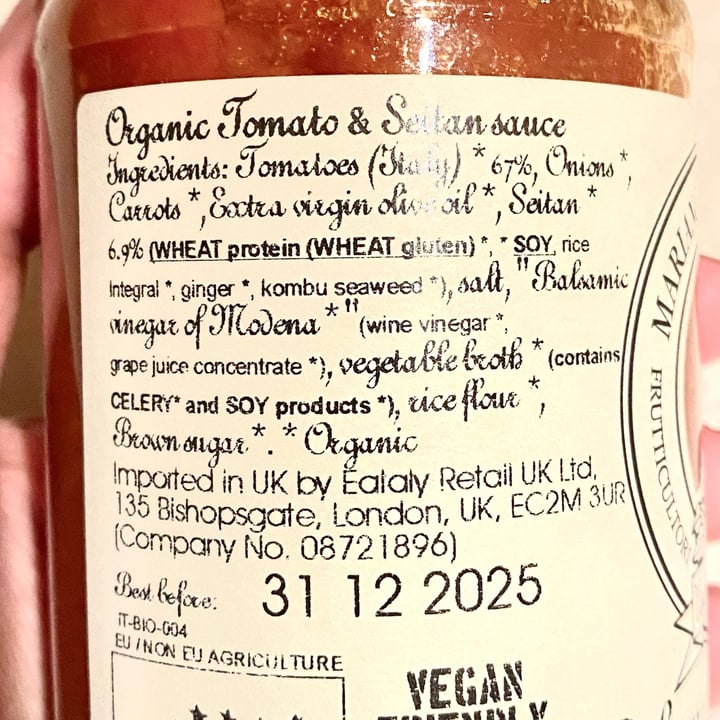 Organic Tomato & Seitan sauce
Ingredients: Tomatoes (Italy) * 67%, Onions *,
Carrots *, Extra virgin olive oil *, Seitan *
6.9% (WHEAT protein (WHEAT gluten) *, * SOY, rice
Integral *, ginger *, kombu seaweed *), salt, "Balsamic
vinegar of Modena *" (wine vinegar *,
grape juice concentrate *), vegetable broth * (contains
CELERY* and SOY products *), rice flour *,
Brown sugar *. * Organic
Imported in UK by Eataly Retail UK Ltd,
135 Bishopsgate, London, UK, EC2M 3UR
(Company No. 08721896)
Best before: 31 12 2025
IT-BIO-004
EU / NON EU AGRICULTURE
VEGAN
FRIENDLY